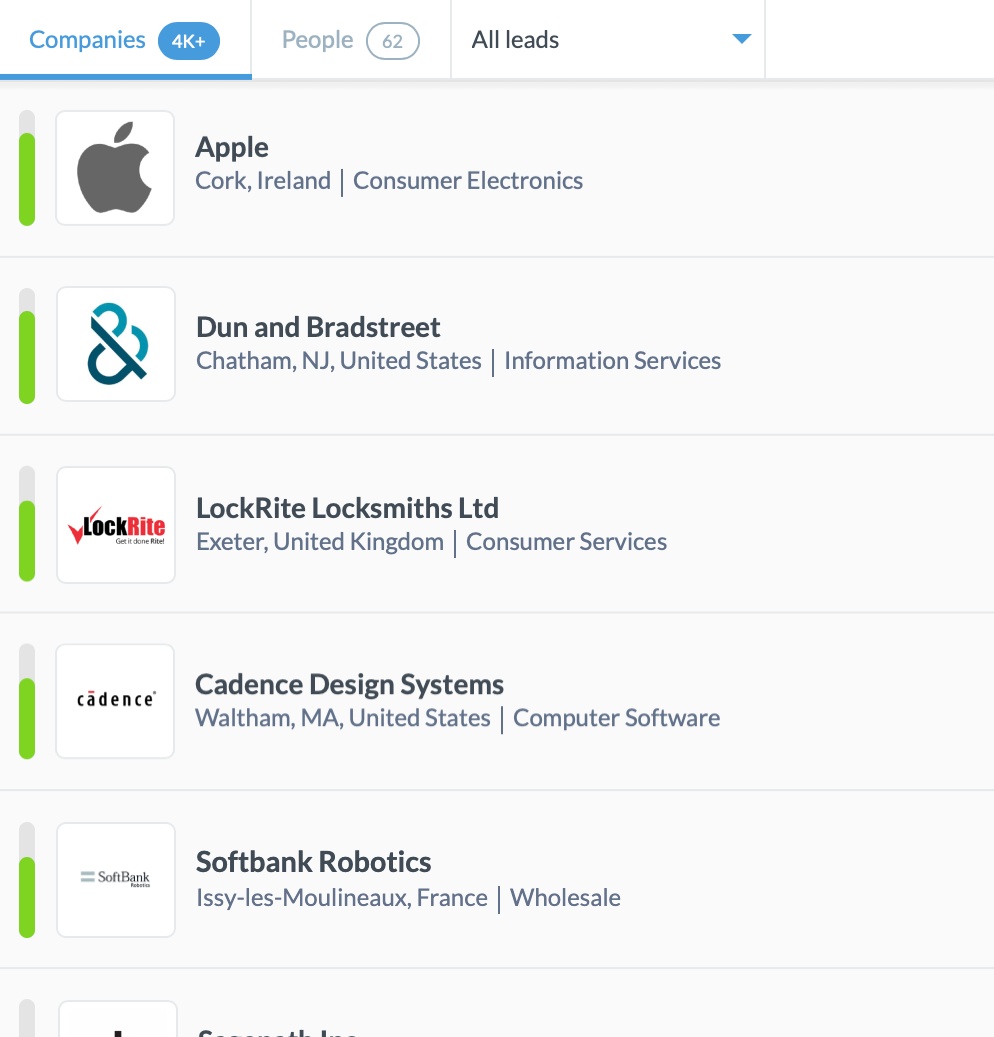 Companies 4K+ People 62 All leads
Apple
Cork, Ireland | Consumer Electronics
Dun and Bradstreet
Chatham, NJ, United States | Information Services
LockRite
Get it done Rite!
LockRite Locksmiths Ltd
Exeter, United Kingdom | Consumer Services
cādence®
Cadence Design Systems
Waltham, MA, United States | Computer Software
SoftBank
Robotics
Softbank Robotics
Issy-les-Moulineaux, France | Wholesale